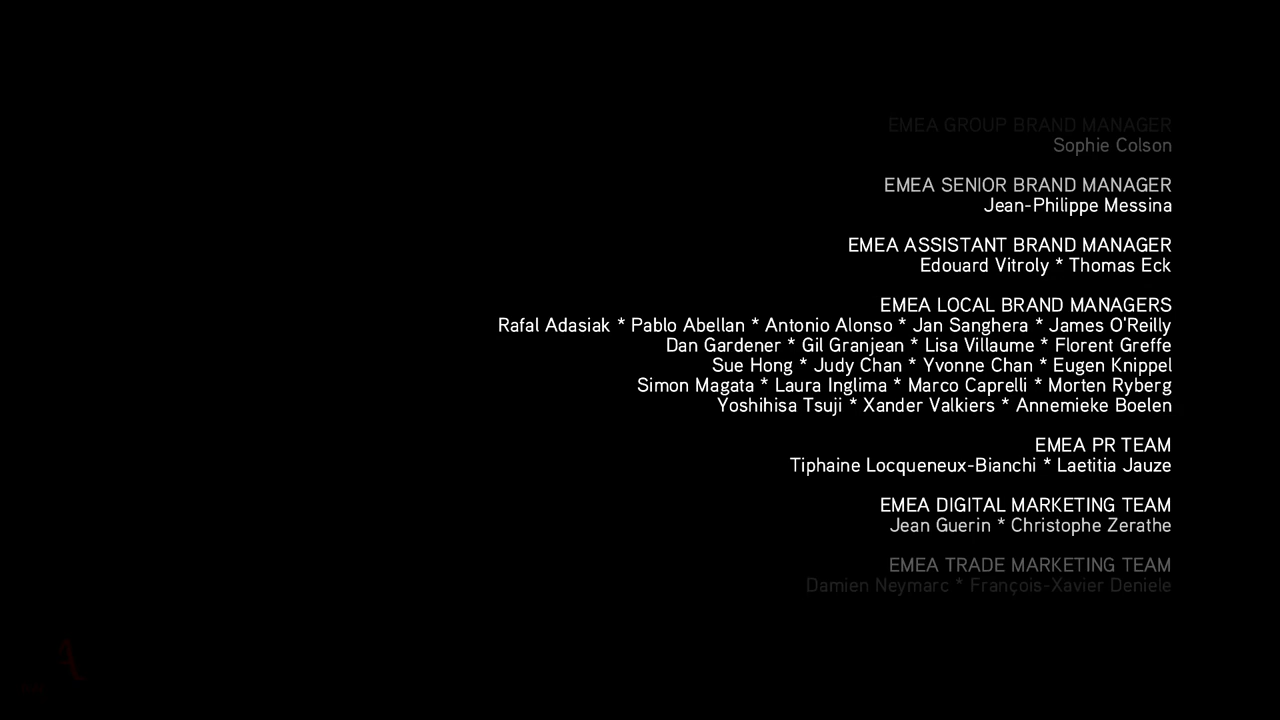 EMEA GROUP BRAND MANAGER
Sophie Colson
EMEA SENIOR BRAND MANAGER
Jean-Philippe Messina
EMEA ASSISTANT BRAND MANAGER
Edouard Vitroly * Thomas Eck
EMEA LOCAL BRAND MANAGERS
Rafal Adasiak * Pablo Abellan * Antonio Alonso * Jan Sanghera * James O'Reilly
Dan Gardener * Gil Granjean * Lisa Villaume * Florent Greffe
Sue Hong * Judy Chan * Yvonne Chan * Eugen Knippel
Simon Magata * Laura Inglima * Marco Caprelli * Morten Ryberg
Yoshihisa Tsuji * Xander Valkiers * Annemieke Boelen
EMEA PR TEAM
Tiphaine Locqueneux-Bianchi * Laetitia Jauze
EMEA DIGITAL MARKETING TEAM
Jean Guerin * Christophe Zerathe
EMEA TRADE MARKETING TEAM
Damien Neymarc * François-Xavier Deniele